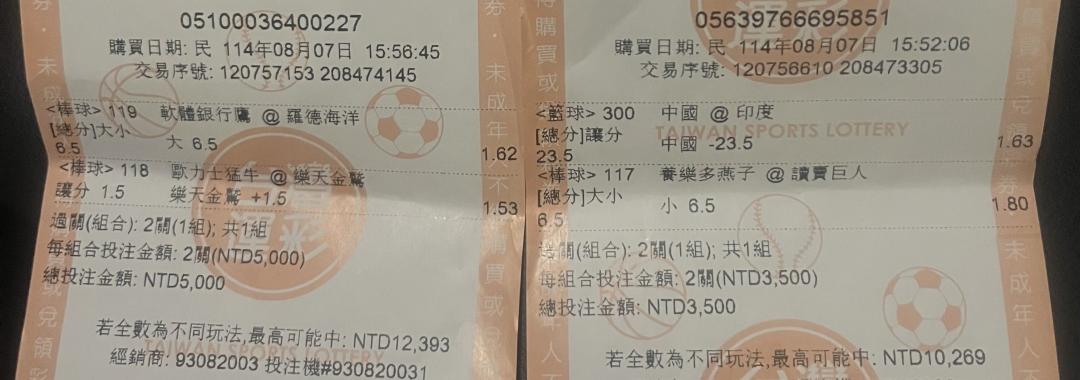 05100036400227
購買日期: 民 114年08月07日 15:56:45
交易序號: 120757153 208474145
<棒球> 119 軟體銀行鷹 @ 羅德海洋
[總分]大小 大 6.5
6.5 1.62
<棒球> 118 歐力士猛牛 @ 樂天金鷲
讓分 1.5 樂天金鷲 +1.5
1.53
過關(組合): 2關(1組); 共1組
每組合投注金額: 2關(NTD5,000)
總投注金額: NTD5,000
若全數為不同玩法,最高可能中: NTD12,393
經銷商: 93082003 投注機#930820031
05639766695851
購買日期: 民 114年08月07日 15:52:06
交易序號: 120756610 208473305
<籃球> 300 中國 @ 印度
[總分]讓分 中國 -23.5
23.5 1.63
TAIWAN SPORTS LOTTERY
<棒球> 117 養樂多燕子 @ 讀賣巨人
[總分]大小 小 6.5
6.5 1.80
過關(組合): 2關(1組); 共1組
每組合投注金額: 2關(NTD3,500)
總投注金額: NTD3,500
若全數為不同玩法,最高可能中: NTD10,269